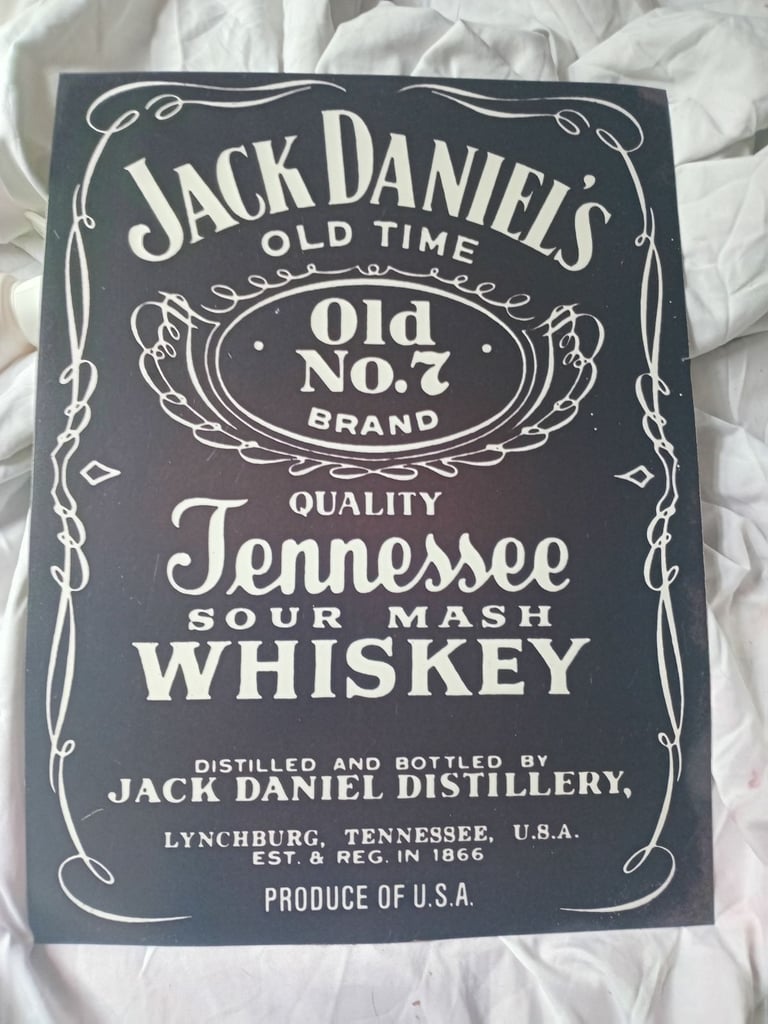 JACK DANIEL'S
OLD TIME
Old
No.7
BRAND
QUALITY
Tennessee
SOUR MASH
WHISKEY
DISTILLED AND BOTTLED BY
JACK DANIEL DISTILLERY,
LYNCHBURG, TENNESSEE, U.S.A.
EST. & REG. IN 1866
PRODUCE OF U.S.A.